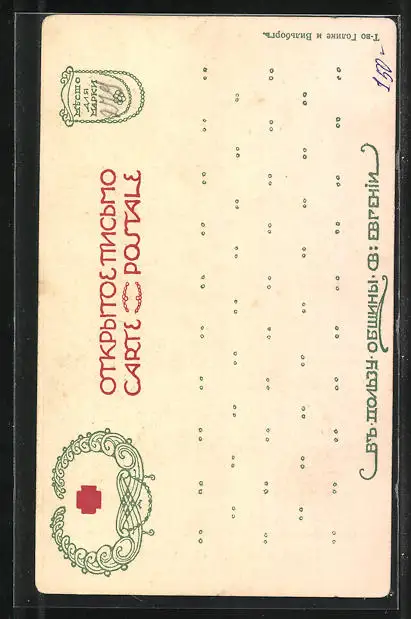 МѢСТО
ДЛЯ
МАРКИ
ОТКРЫТОЕ ПИСЬМО
CARTE POSTALE
ВЪ · ПОЛЬЗУ · ОБЩИНЫ · СВ: ЕВГЕНІИ
Т-во Голике и Вильборгъ.